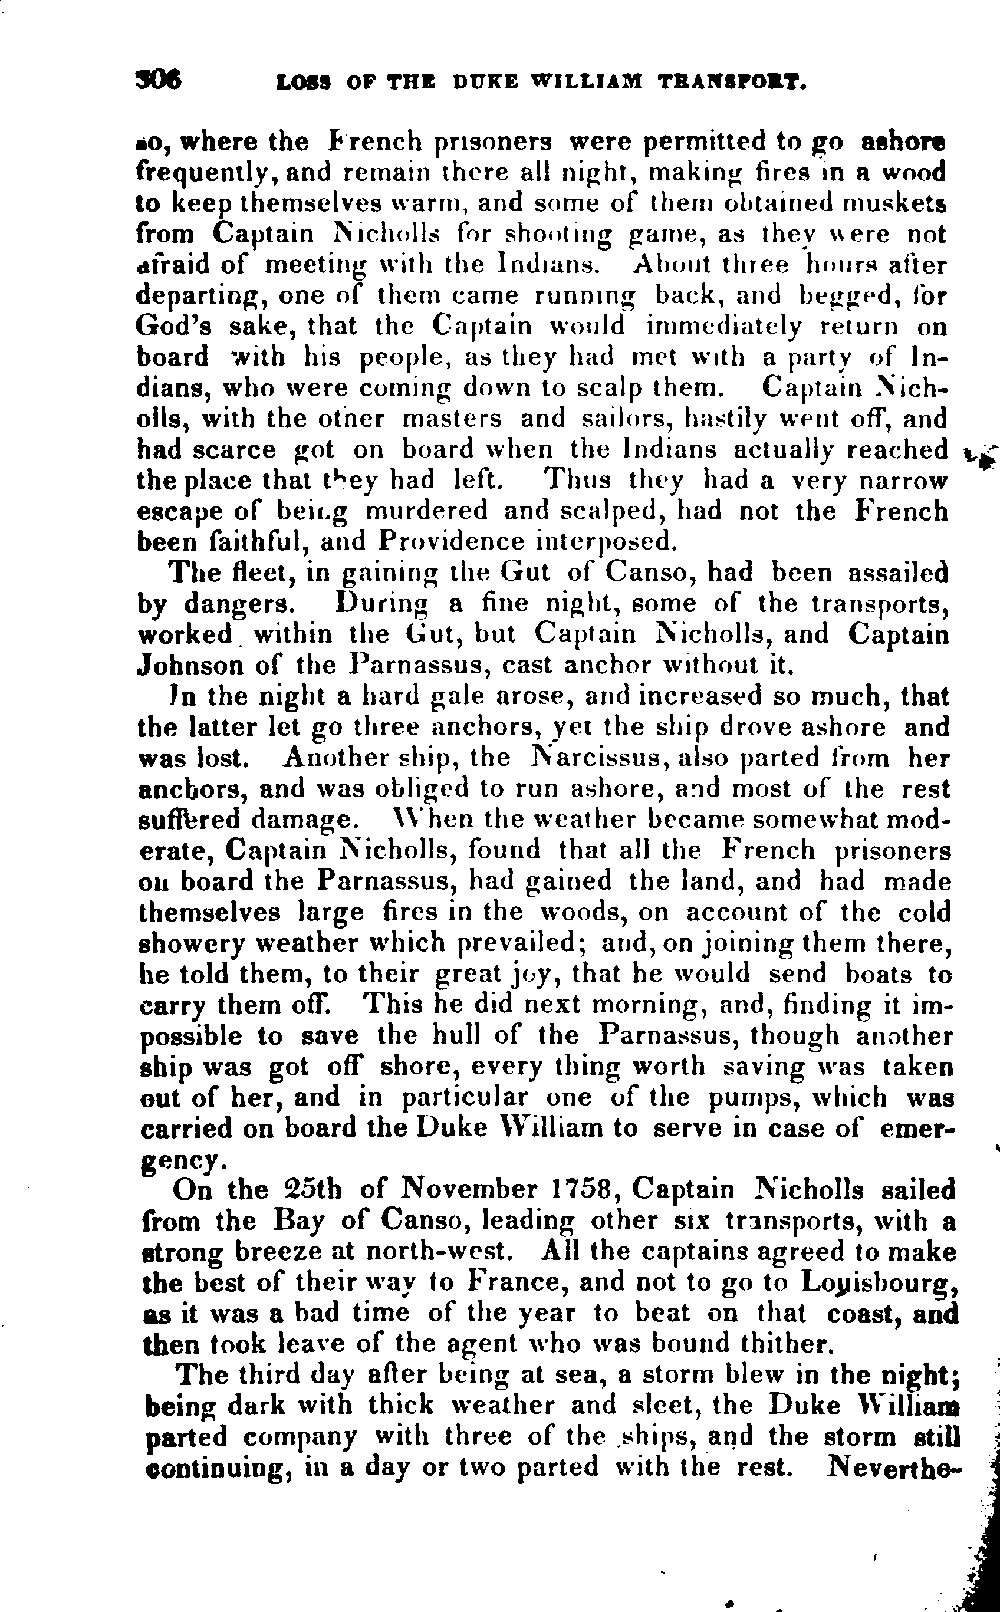 306 LOSS OF THE DUKE WILLIAM TRANSPORT.
so, where the French prisoners were permitted to go ashore
frequently, and remain there all night, making fires in a wood
to keep themselves warm, and some of them obtained muskets
from Captain Nicholls for shooting game, as they were not
afraid of meeting with the Indians. About three hours after
departing, one of them came running back, and begged, for
God's sake, that the Captain would immediately return on
board with his people, as they had met with a party of In-
dians, who were coming down to scalp them. Captain Nich-
olls, with the other masters and sailors, hastily went off, and
had scarce got on board when the Indians actually reached
the place that they had left. Thus they had a very narrow
escape of being murdered and scalped, had not the French
been faithful, and Providence interposed.
The fleet, in gaining the Gut of Canso, had been assailed
by dangers. During a fine night, some of the transports,
worked within the Gut, but Captain Nicholls, and Captain
Johnson of the Parnassus, cast anchor without it.
In the night a hard gale arose, and increased so much, that
the latter let go three anchors, yet the ship drove ashore and
was lost. Another ship, the Narcissus, also parted from her
anchors, and was obliged to run ashore, and most of the rest
suffered damage. When the weather became somewhat mod-
erate, Captain Nicholls, found that all the French prisoners
on board the Parnassus, had gained the land, and had made
themselves large fires in the woods, on account of the cold
showery weather which prevailed; and, on joining them there,
he told them, to their great joy, that he would send boats to
carry them off. This he did next morning, and, finding it im-
possible to save the hull of the Parnassus, though another
ship was got off shore, every thing worth saving was taken
out of her, and in particular one of the pumps, which was
carried on board the Duke William to serve in case of emer-
gency.
On the 25th of November 1758, Captain Nicholls sailed
from the Bay of Canso, leading other six transports, with a
strong breeze at north-west. All the captains agreed to make
the best of their way to France, and not to go to Louisbourg,
as it was a bad time of the year to beat on that coast, and
then took leave of the agent who was bound thither.
The third day after being at sea, a storm blew in the night;
being dark with thick weather and sleet, the Duke William
parted company with three of the ships, and the storm still
continuing, in a day or two parted with the rest. Neverthe-